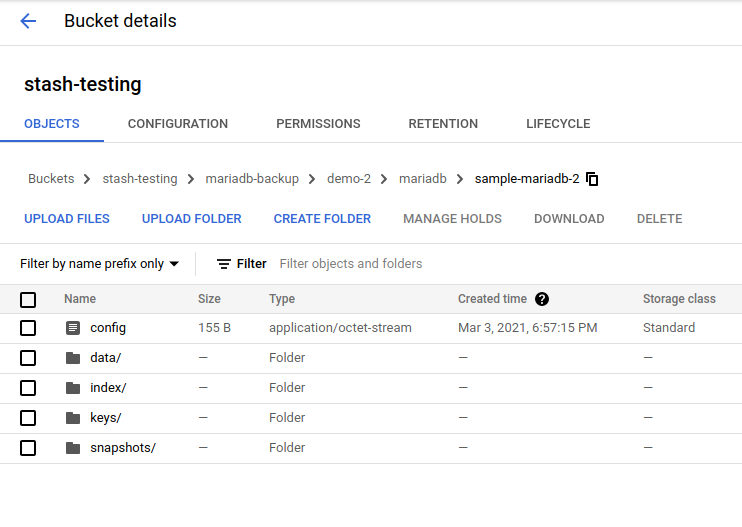 Bucket details
stash-testing
OBJECTS CONFIGURATION PERMISSIONS RETENTION LIFECYCLE
Buckets > stash-testing > mariadb-backup > demo-2 > mariadb > sample-mariadb-2
UPLOAD FILES UPLOAD FOLDER CREATE FOLDER MANAGE HOLDS DOWNLOAD DELETE
Filter by name prefix only Filter Filter objects and folders
Name Size Type Created time ? Storage class
config 155 B application/octet-stream Mar 3, 2021, 6:57:15 PM Standard
data/ — Folder — —
index/ — Folder — —
keys/ — Folder — —
snapshots/ — Folder — —